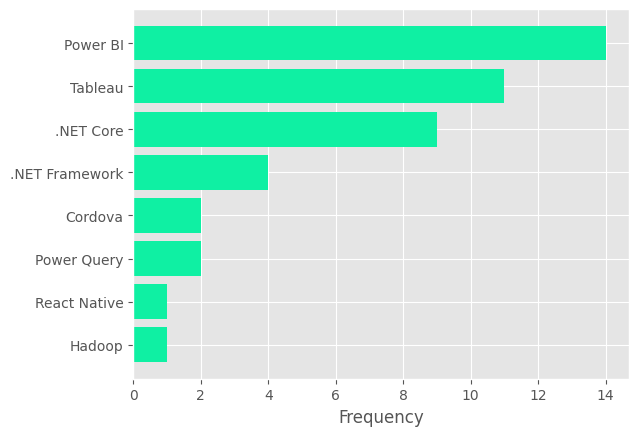 Power BI
Tableau
.NET Core
.NET Framework
Cordova
Power Query
React Native
Hadoop
0 2 4 6 8 10 12 14
Frequency